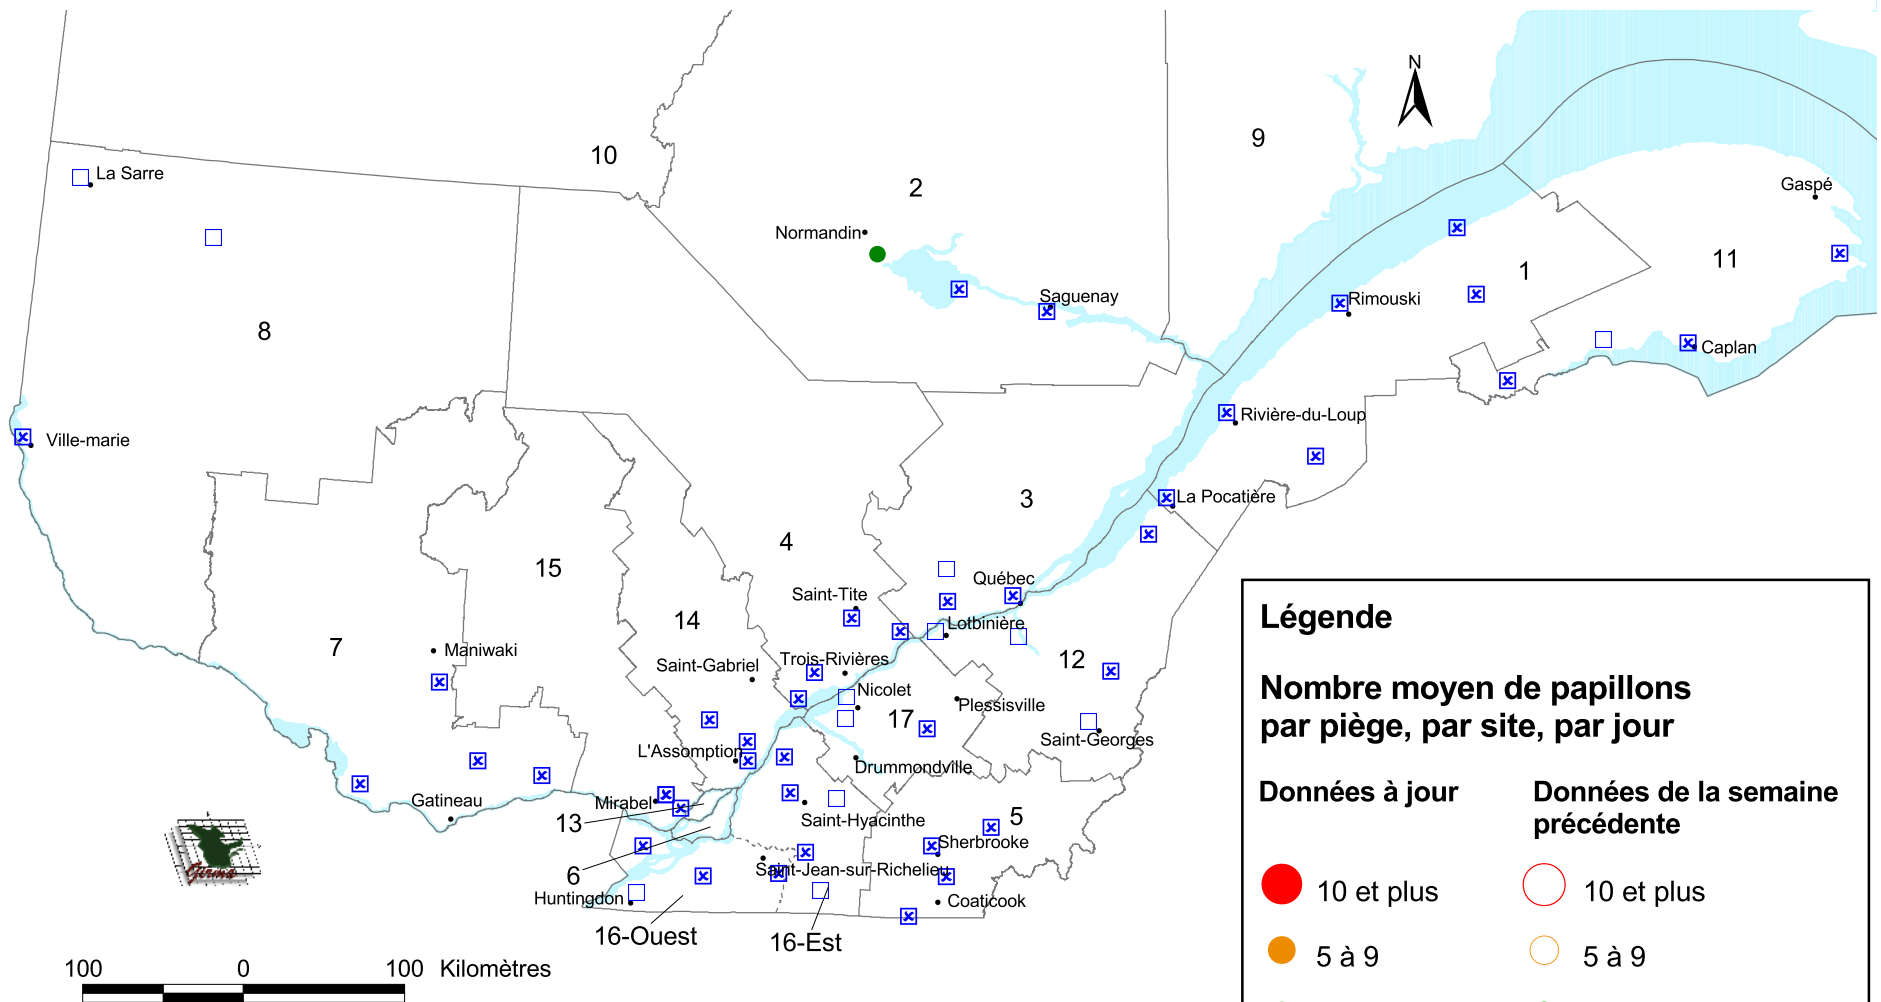 N
9
10
La Sarre
2
Gaspé
Normandin
11
1
Saguenay
Rimouski
8
Caplan
Rivière-du-Loup
Ville-marie
3
La Pocatière
4
15
Québec
Saint-Tite
14
Lotbinière
7
Maniwaki
12
Saint-Gabriel
Trois-Rivières
Nicolet
17
Plessisville
Saint-Georges
L'Assomption
Drummondville
Mirabel
Gatineau
13
Saint-Hyacinthe
5
Sherbrooke
6
Saint-Jean-sur-Richelieu
Huntingdon
Coaticook
16-Ouest
16-Est
100 0 100 Kilomètres
Légende
Nombre moyen de papillons
par piège, par site, par jour
Données à jour
Données de la semaine
précédente
10 et plus
10 et plus
5 à 9
5 à 9